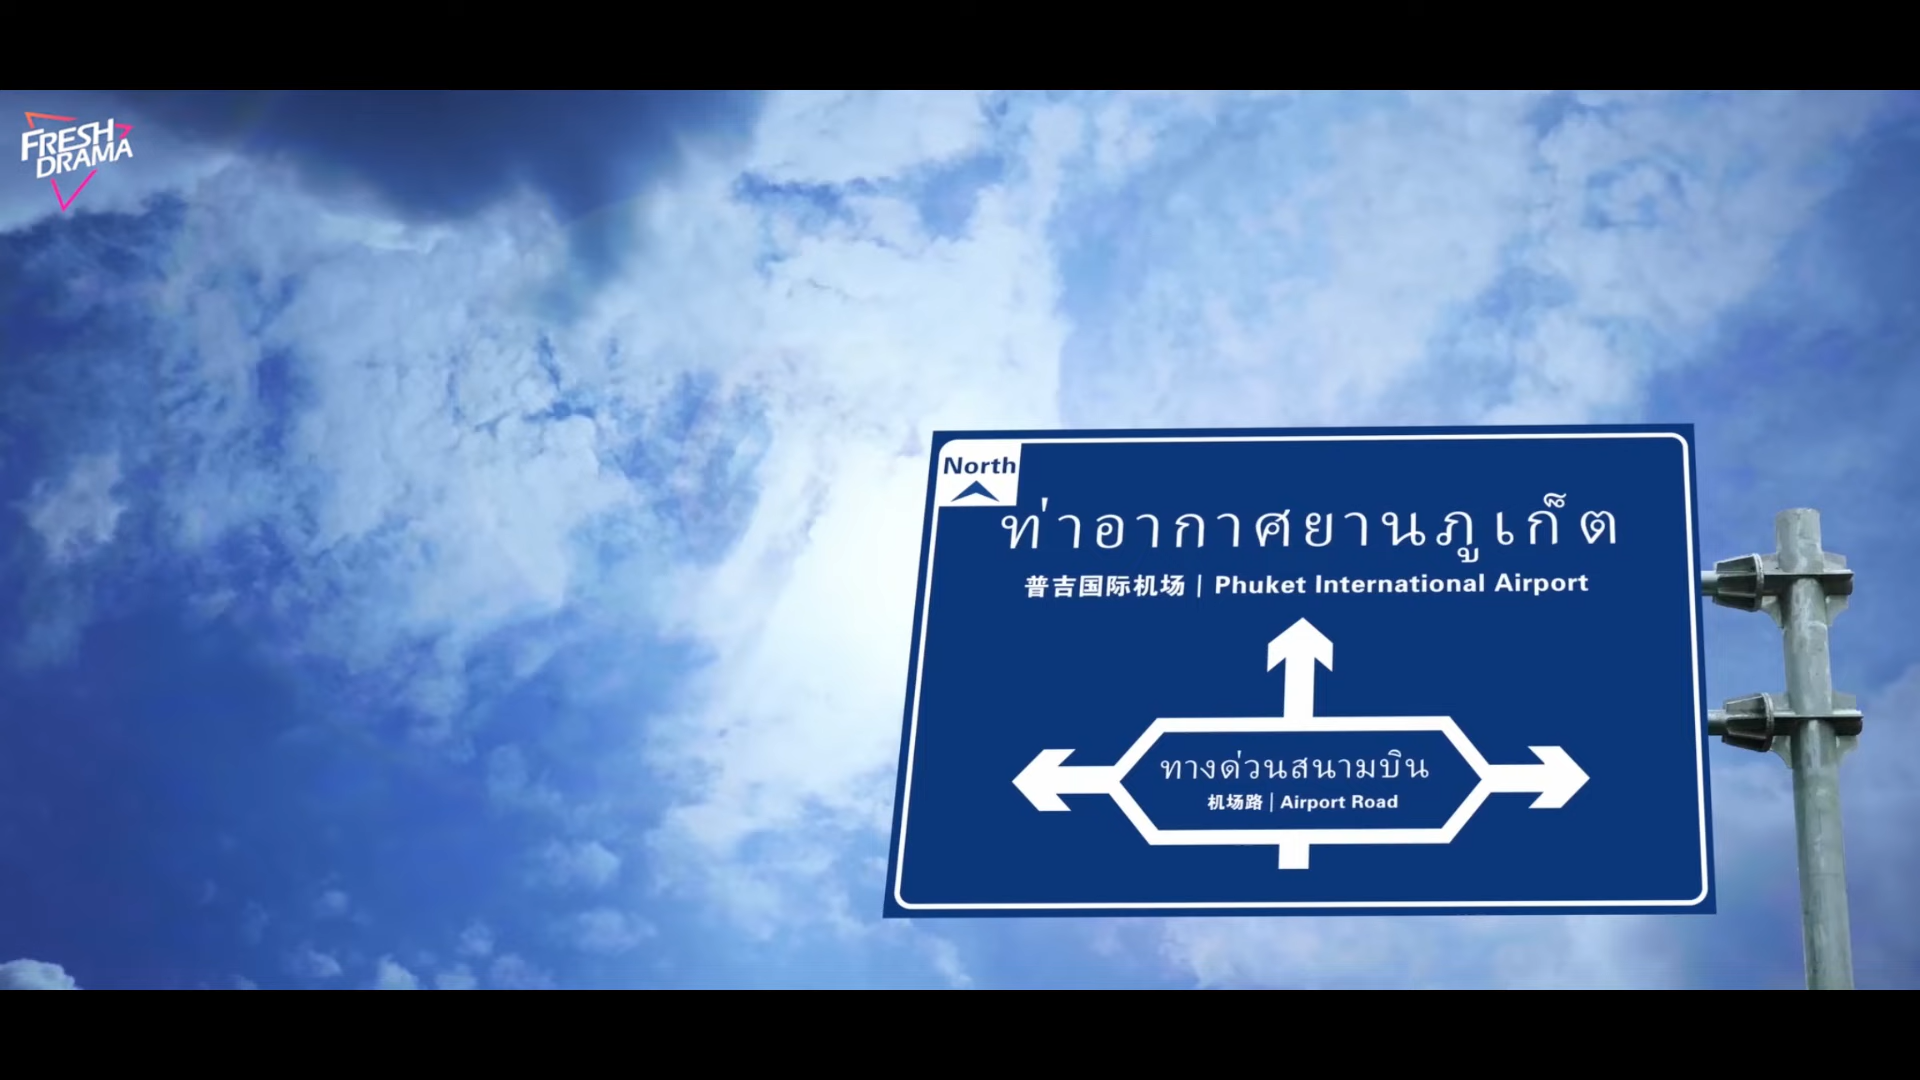 FRESH
DRAMA
North
ท่าอากาศยานภูเก็ต
普吉国际机场 | Phuket International Airport
ทางด่วนสนามบิน
机场路 | Airport Road